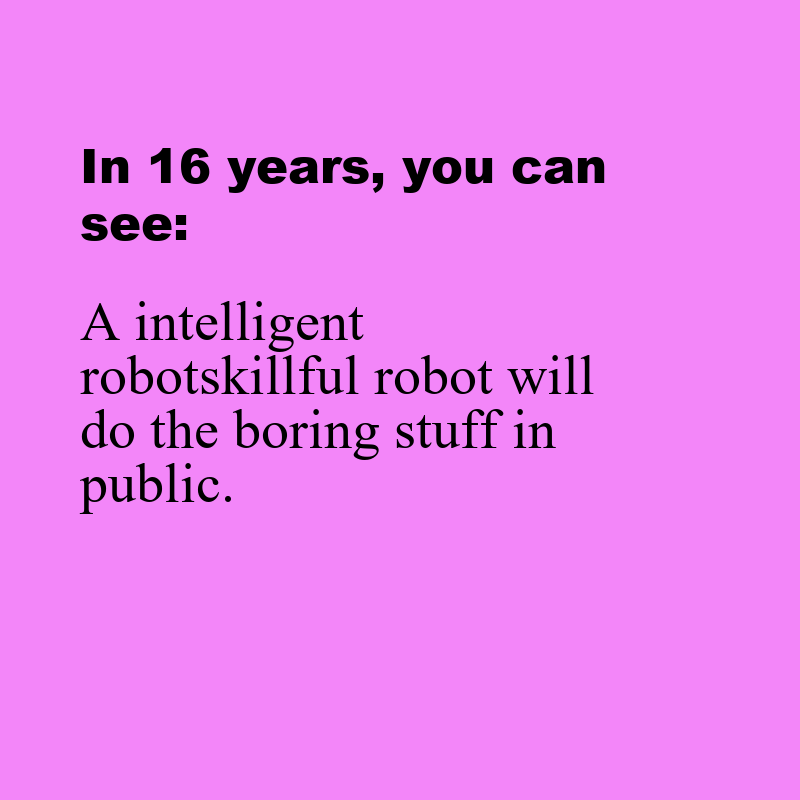 In 16 years, you can
see:
A intelligent
robotskillful robot will
do the boring stuff in
public.